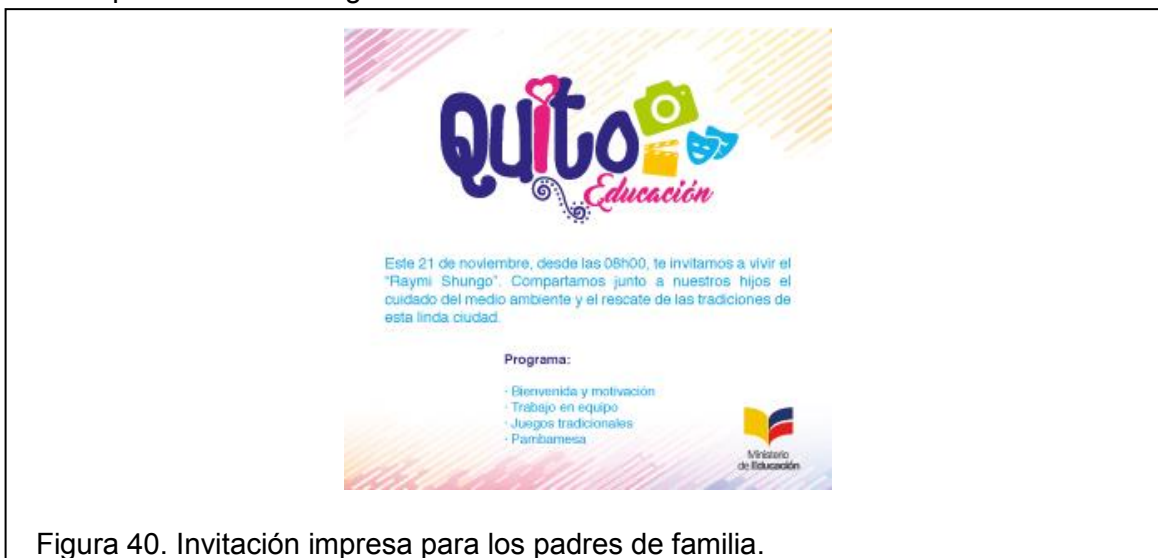 Quito
Educación
Este 21 de noviembre, desde las 08h00, te invitamos a vivir el
"Raymi Shungo". Compartamos junto a nuestros hijos el
cuidado del medio ambiente y el rescate de las tradiciones de
esta linda ciudad.
Programa:
· Bienvenida y motivación
· Trabajo en equipo
· Juegos tradicionales
· Pambamesa
Ministerio
de Educación
Figura 40. Invitación impresa para los padres de familia.